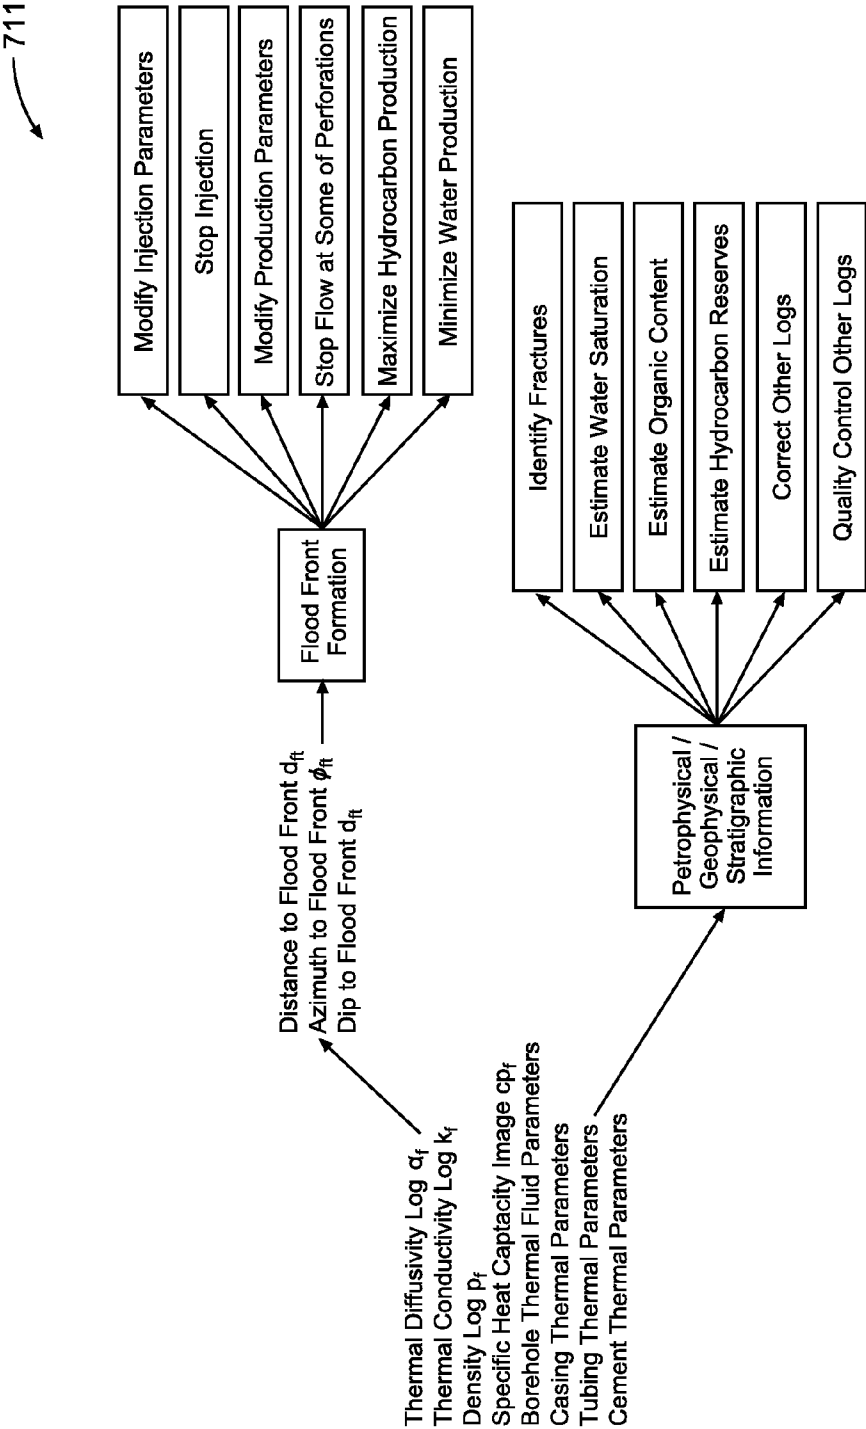 711
Thermal Diffusivity Log αf
Thermal Conductivity Log kf
Density Log pf
Specific Heat Captacity Image cpf
Borehole Thermal Fluid Parameters
Casing Thermal Parameters
Tubing Thermal Parameters
Cement Thermal Parameters
Distance to Flood Front dft
Azimuth to Flood Front ϕft
Dip to Flood Front dft
Flood Front
Formation
Modify Injection Parameters
Stop Injection
Modify Production Parameters
Stop Flow at Some of Perforations
Maximize Hydrocarbon Production
Minimize Water Production
Petrophysical /
Geophysical /
Stratigraphic
Information
Identify Fractures
Estimate Water Saturation
Estimate Organic Content
Estimate Hydrocarbon Reserves
Correct Other Logs
Quality Control Other Logs